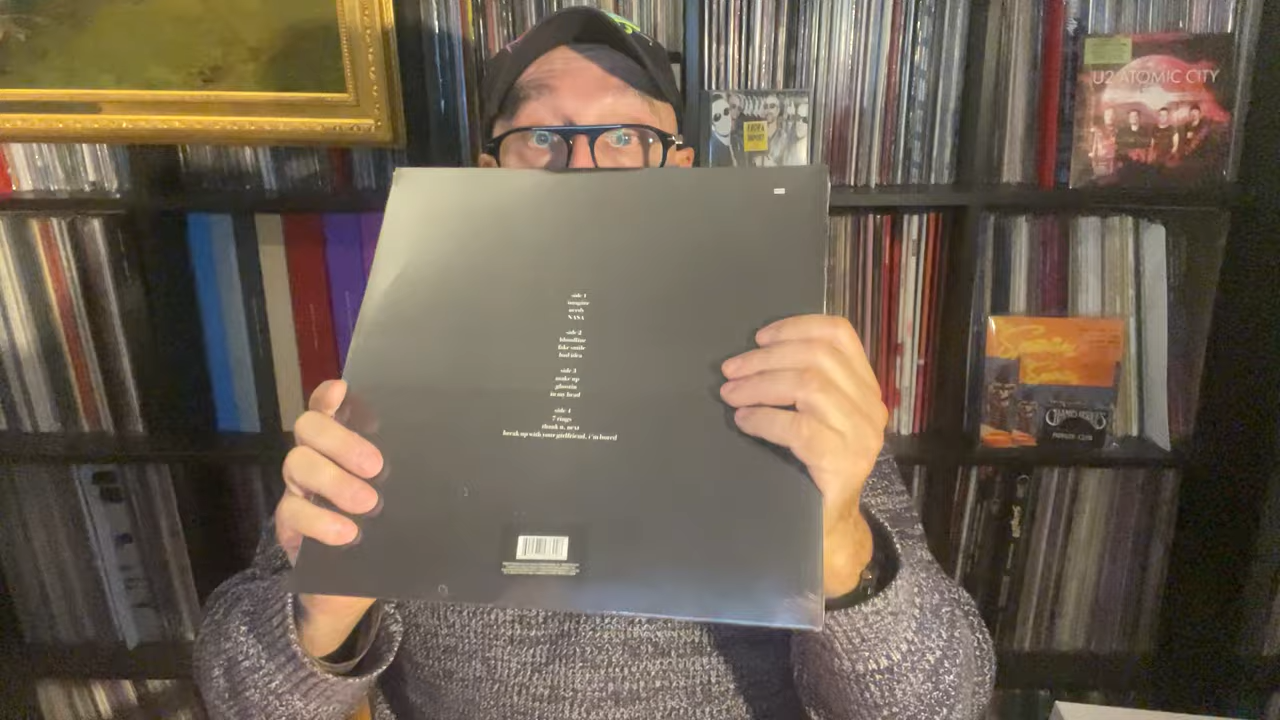 U2 ATOMIC CITY
side 1
imagine
needy
NASA
side 2
bloodline
fake smile
bad idea
side 3
make up
ghostin
in my head
side 4
7 rings
thank u, next
break up with your girlfriend, i'm bored